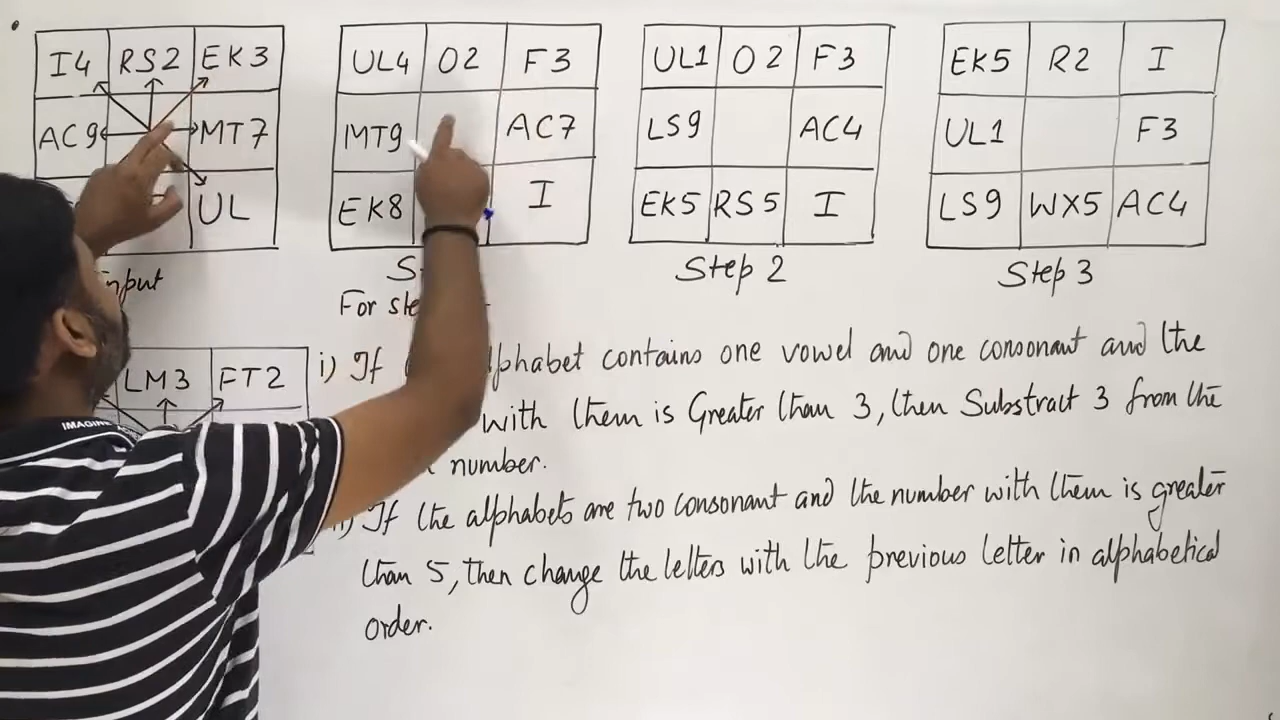 I4 RS2 EK3
AC9 MT7
UL
input
UL4 O2 F3
MT9 AC7
EK8 I
S
For ste
UL1 O2 F3
LS9 AC4
EK5 RS5 I
Step 2
EK5 R2 I
UL1 F3
LS9 WX5 AC4
Step 3
LM3 FT2
i) If alphabet contains one vowel and one consonant and the
with them is Greater than 3, then Substract 3 from the
number.
If the alphabets are two consonant and the number with them is greater
than 5, then change the letters with the previous letter in alphabetical
order.